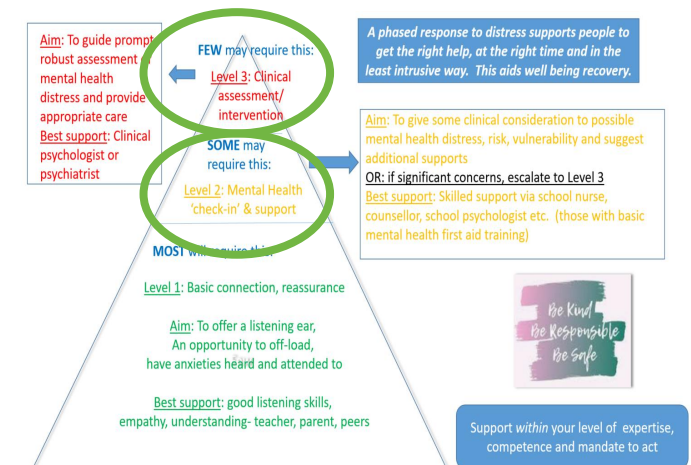 Aim: To guide prompt
robust assessment
mental health
distress and provide
appropriate care
Best support: Clinical
psychologist or
psychiatrist
FEW may require this:
Level 3: Clinical
assessment/
intervention
A phased response to distress supports people to
get the right help, at the right time and in the
least intrusive way. This aids well being recovery.
SOME may
require this:
Level 2: Mental Health
‘check-in’ & support
Aim: To give some clinical consideration to possible
mental health distress, risk, vulnerability and suggest
additional supports
OR: if significant concerns, escalate to Level 3
Best support: Skilled support via school nurse,
counsellor, school psychologist etc. (those with basic
mental health first aid training)
MOST will require this:
Level 1: Basic connection, reassurance
Aim: To offer a listening ear,
An opportunity to off-load,
have anxieties heard and attended to
Best support: good listening skills,
empathy, understanding- teacher, parent, peers
Be Kind
Be Responsible
Be Safe
Support within your level of expertise,
competence and mandate to act